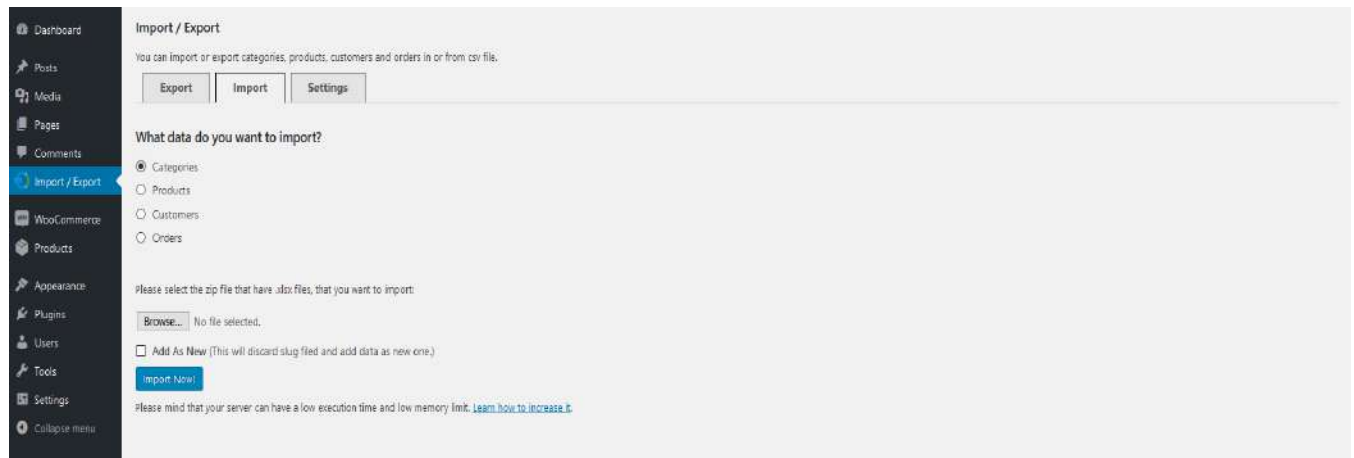 Dashboard
Posts
Media
Pages
Comments
Import / Export
WooCommerce
Products
Appearance
Plugins
Users
Tools
Settings
Collapse menu
Import / Export
You can import or export categories, products, customers and orders in or from csv file.
Export
Import
Settings
What data do you want to import?
Categories
Products
Customers
Orders
Please select the zip file that have .xlsx files, that you want to import:
Browse... No file selected.
Add As New (This will discard slug filed and add data as new one.)
Import Now!
Please mind that your server can have a low execution time and low memory limit. Learn how to increase it.